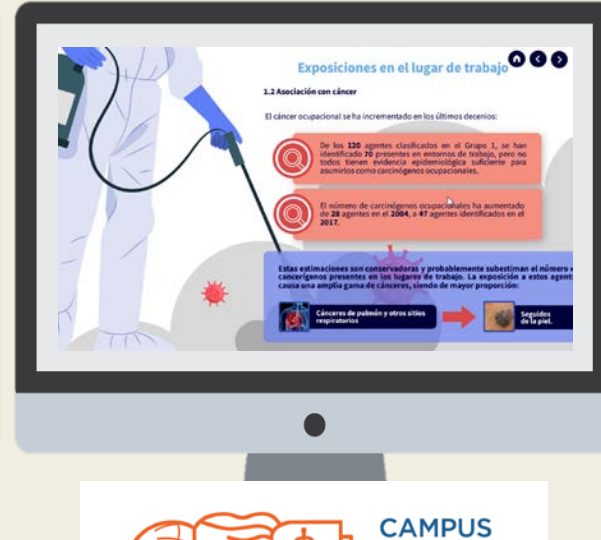 Exposiciones en el lugar de trabajo
1.2 Asociación con cáncer
El cáncer ocupacional se ha incrementado en los últimos decenios:
De los 120 agentes clasificados en el Grupo 1, se han
identificado 70 presentes en entornos de trabajo, pero no
todos tienen evidencia epidemiológica suficiente para
asumirlos como carcinógenos ocupacionales.
El número de carcinógenos ocupacionales ha aumentado
de 28 agentes en el 2004, a 47 agentes identificados en el
2017.
Estas estimaciones son conservadoras y probablemente subestiman el número
cancerígenos presentes en los lugares de trabajo. La exposición a estos
causa una amplia gama de cánceres, siendo de mayor proporción:
Cánceres de pulmón y otros sitios
respiratorios
Seguidos
de la piel.
CAMPUS